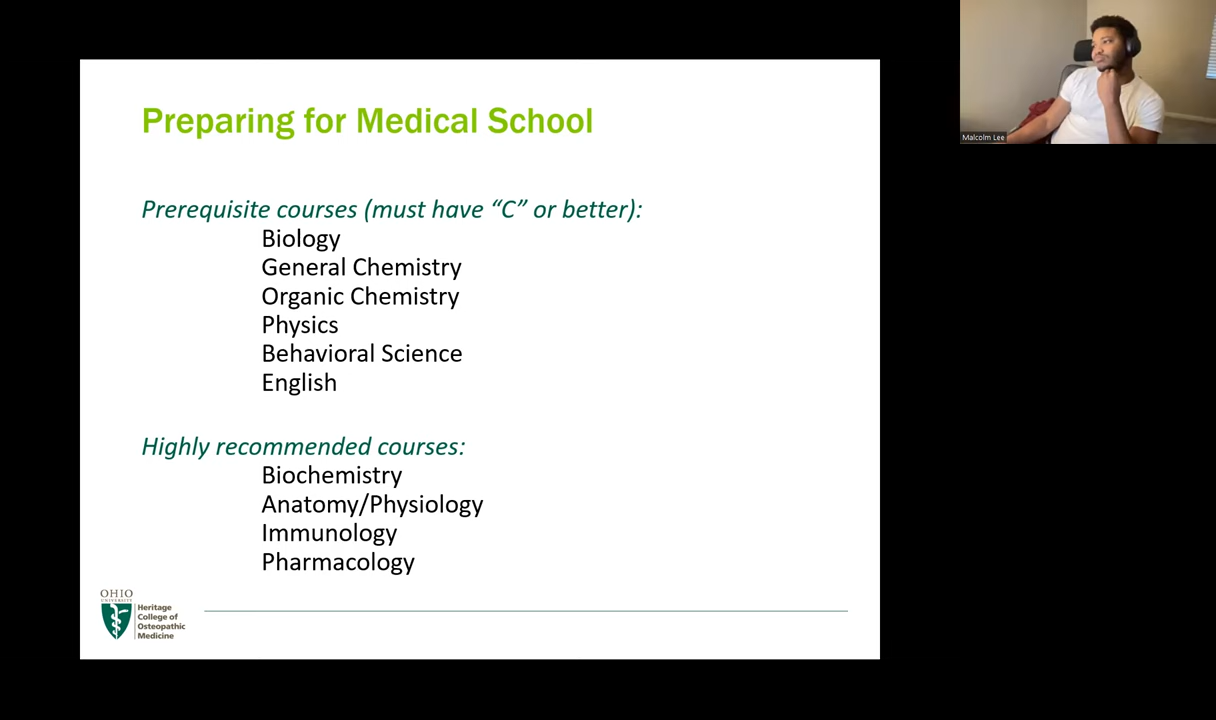 Preparing for Medical School
Prerequisite courses (must have “C” or better):
Biology
General Chemistry
Organic Chemistry
Physics
Behavioral Science
English
Highly recommended courses:
Biochemistry
Anatomy/Physiology
Immunology
Pharmacology
OHIO
UNIVERSITY
Heritage
College of
Osteopathic
Medicine
Malcolm Lee